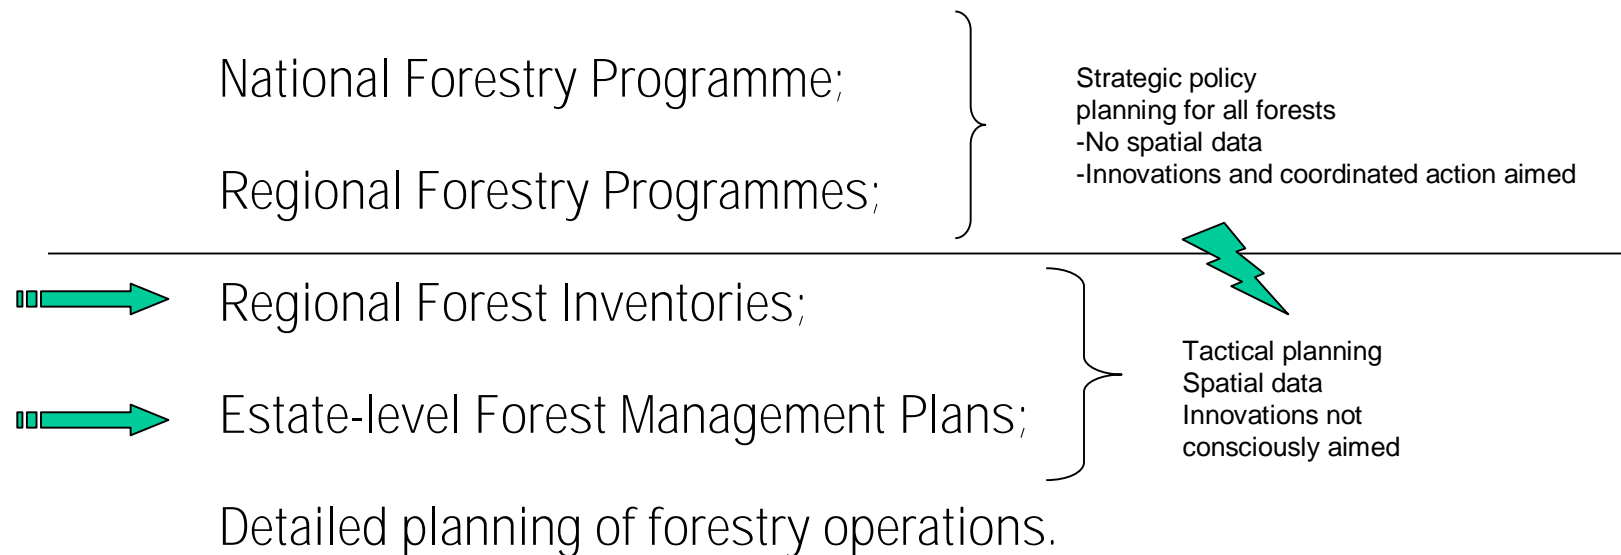 National Forestry Programme;
Regional Forestry Programmes;
Strategic policy
planning for all forests
-No spatial data
-Innovations and coordinated action aimed
Regional Forest Inventories;
Estate-level Forest Management Plans;
Tactical planning
Spatial data
Innovations not
consciously aimed
Detailed planning of forestry operations.